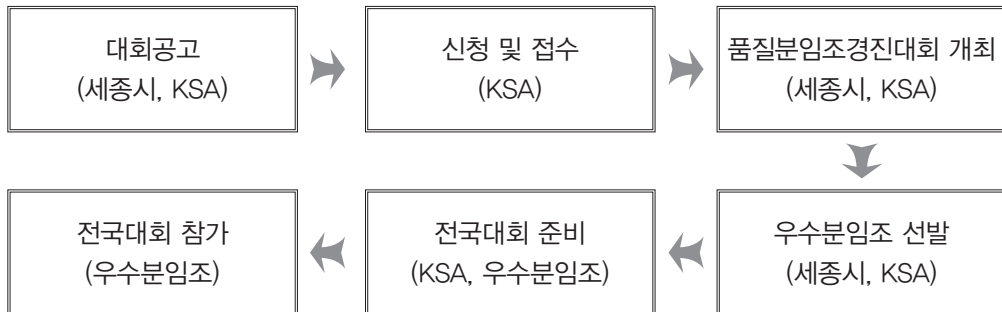 대회공고
(세종시, KSA)
신청 및 접수
(KSA)
품질분임조경진대회 개최
(세종시, KSA)
우수분임조 선발
(세종시, KSA)
전국대회 준비
(KSA, 우수분임조)
전국대회 참가
(우수분임조)